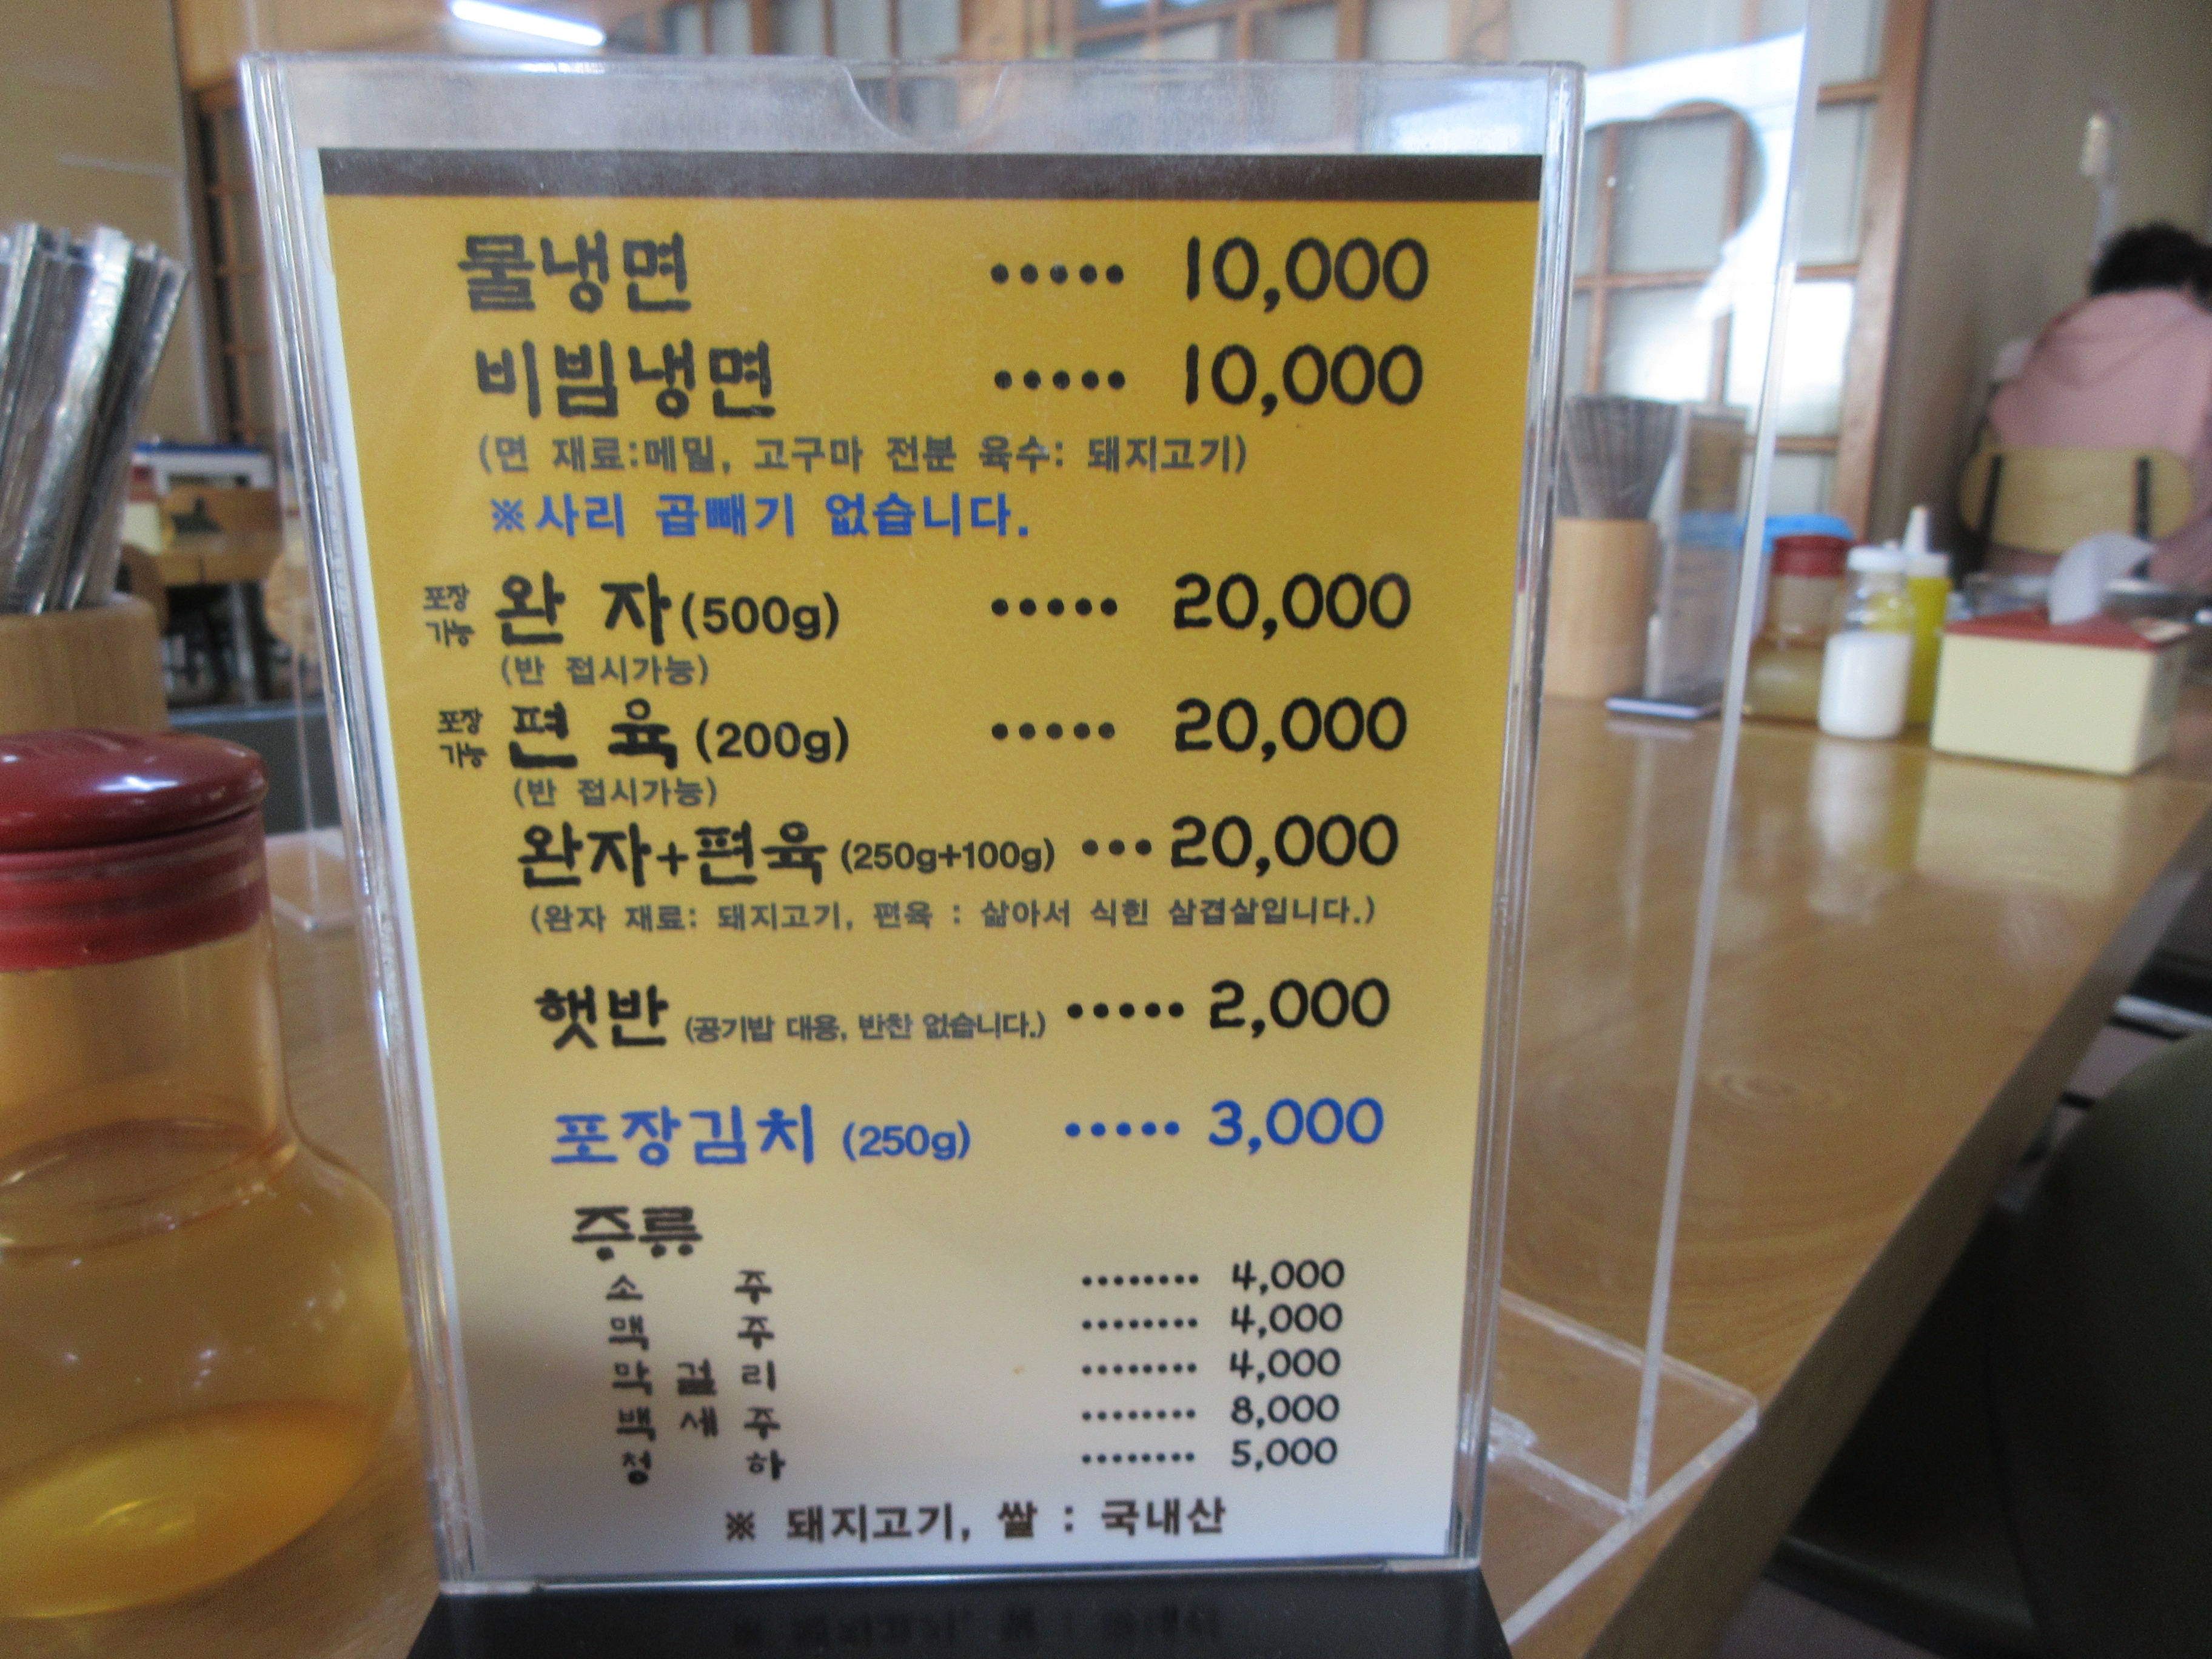 물냉면 ····· 10,000
비빔냉면 ····· 10,000
(면 재료:메밀, 고구마 전분 육수: 돼지고기)
※사리 곱빼기 없습니다.
포장가능 완 자(500g) ····· 20,000
(반 접시가능)
포장가능 편 육(200g) ····· 20,000
(반 접시가능)
완자+편육(250g+100g) ···20,000
(완자 재료: 돼지고기, 편육 : 삶아서 식힌 삼겹살입니다.)
햇반(공기밥 대용, 반찬 없습니다.) ····· 2,000
포장김치 (250g) ····· 3,000
주류
소 주 ········ 4,000
맥 주 ········ 4,000
막 걸 리 ········ 4,000
백 세 주 ········ 8,000
청 하 ········ 5,000
※ 돼지고기, 쌀 : 국내산